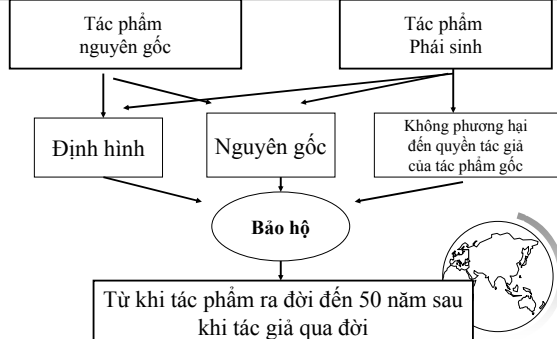 Tác phẩm
nguyên gốc
Tác phẩm
Phái sinh
Định hình
Nguyên gốc
Không phương hại
đến quyền tác giả
của tác phẩm gốc
Bảo hộ
Từ khi tác phẩm ra đời đến 50 năm sau
khi tác giả qua đời